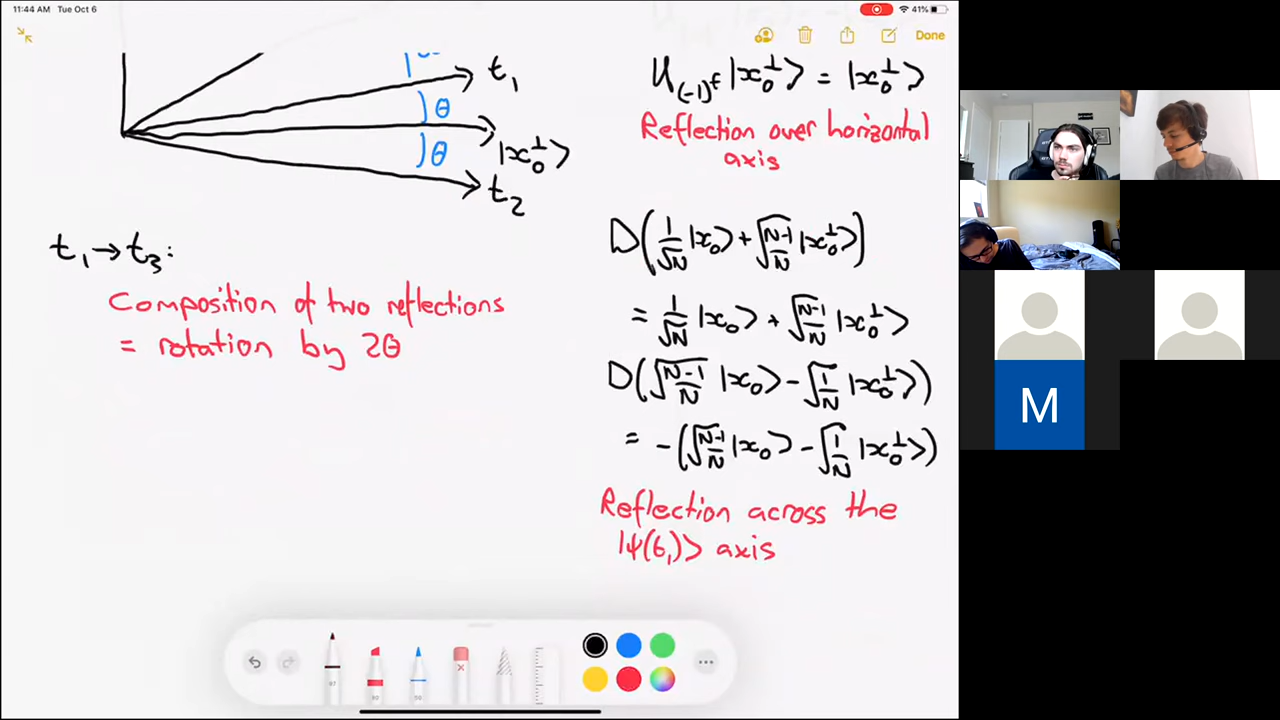 11:44 AM Tue Oct 6
41%
Done
t₁
θ
θ
|x₀^⊥⟩
t₂
t₁→t₃:
Composition of two reflections
= rotation by 2θ
U_(-1)^f |x₀^⊥⟩ = |x₀^⊥⟩
Reflection over horizontal
axis
D(1/√N |x₀⟩ + √(N-1/N) |x₀^⊥⟩)
= 1/√N |x₀⟩ + √(N-1/N) |x₀^⊥⟩
D(√(N-1/N) |x₀⟩ - √(1/N) |x₀^⊥⟩)
= -(√(N-1/N) |x₀⟩ - √(1/N) |x₀^⊥⟩)
Reflection across the
|ψ(t₁)⟩ axis
M